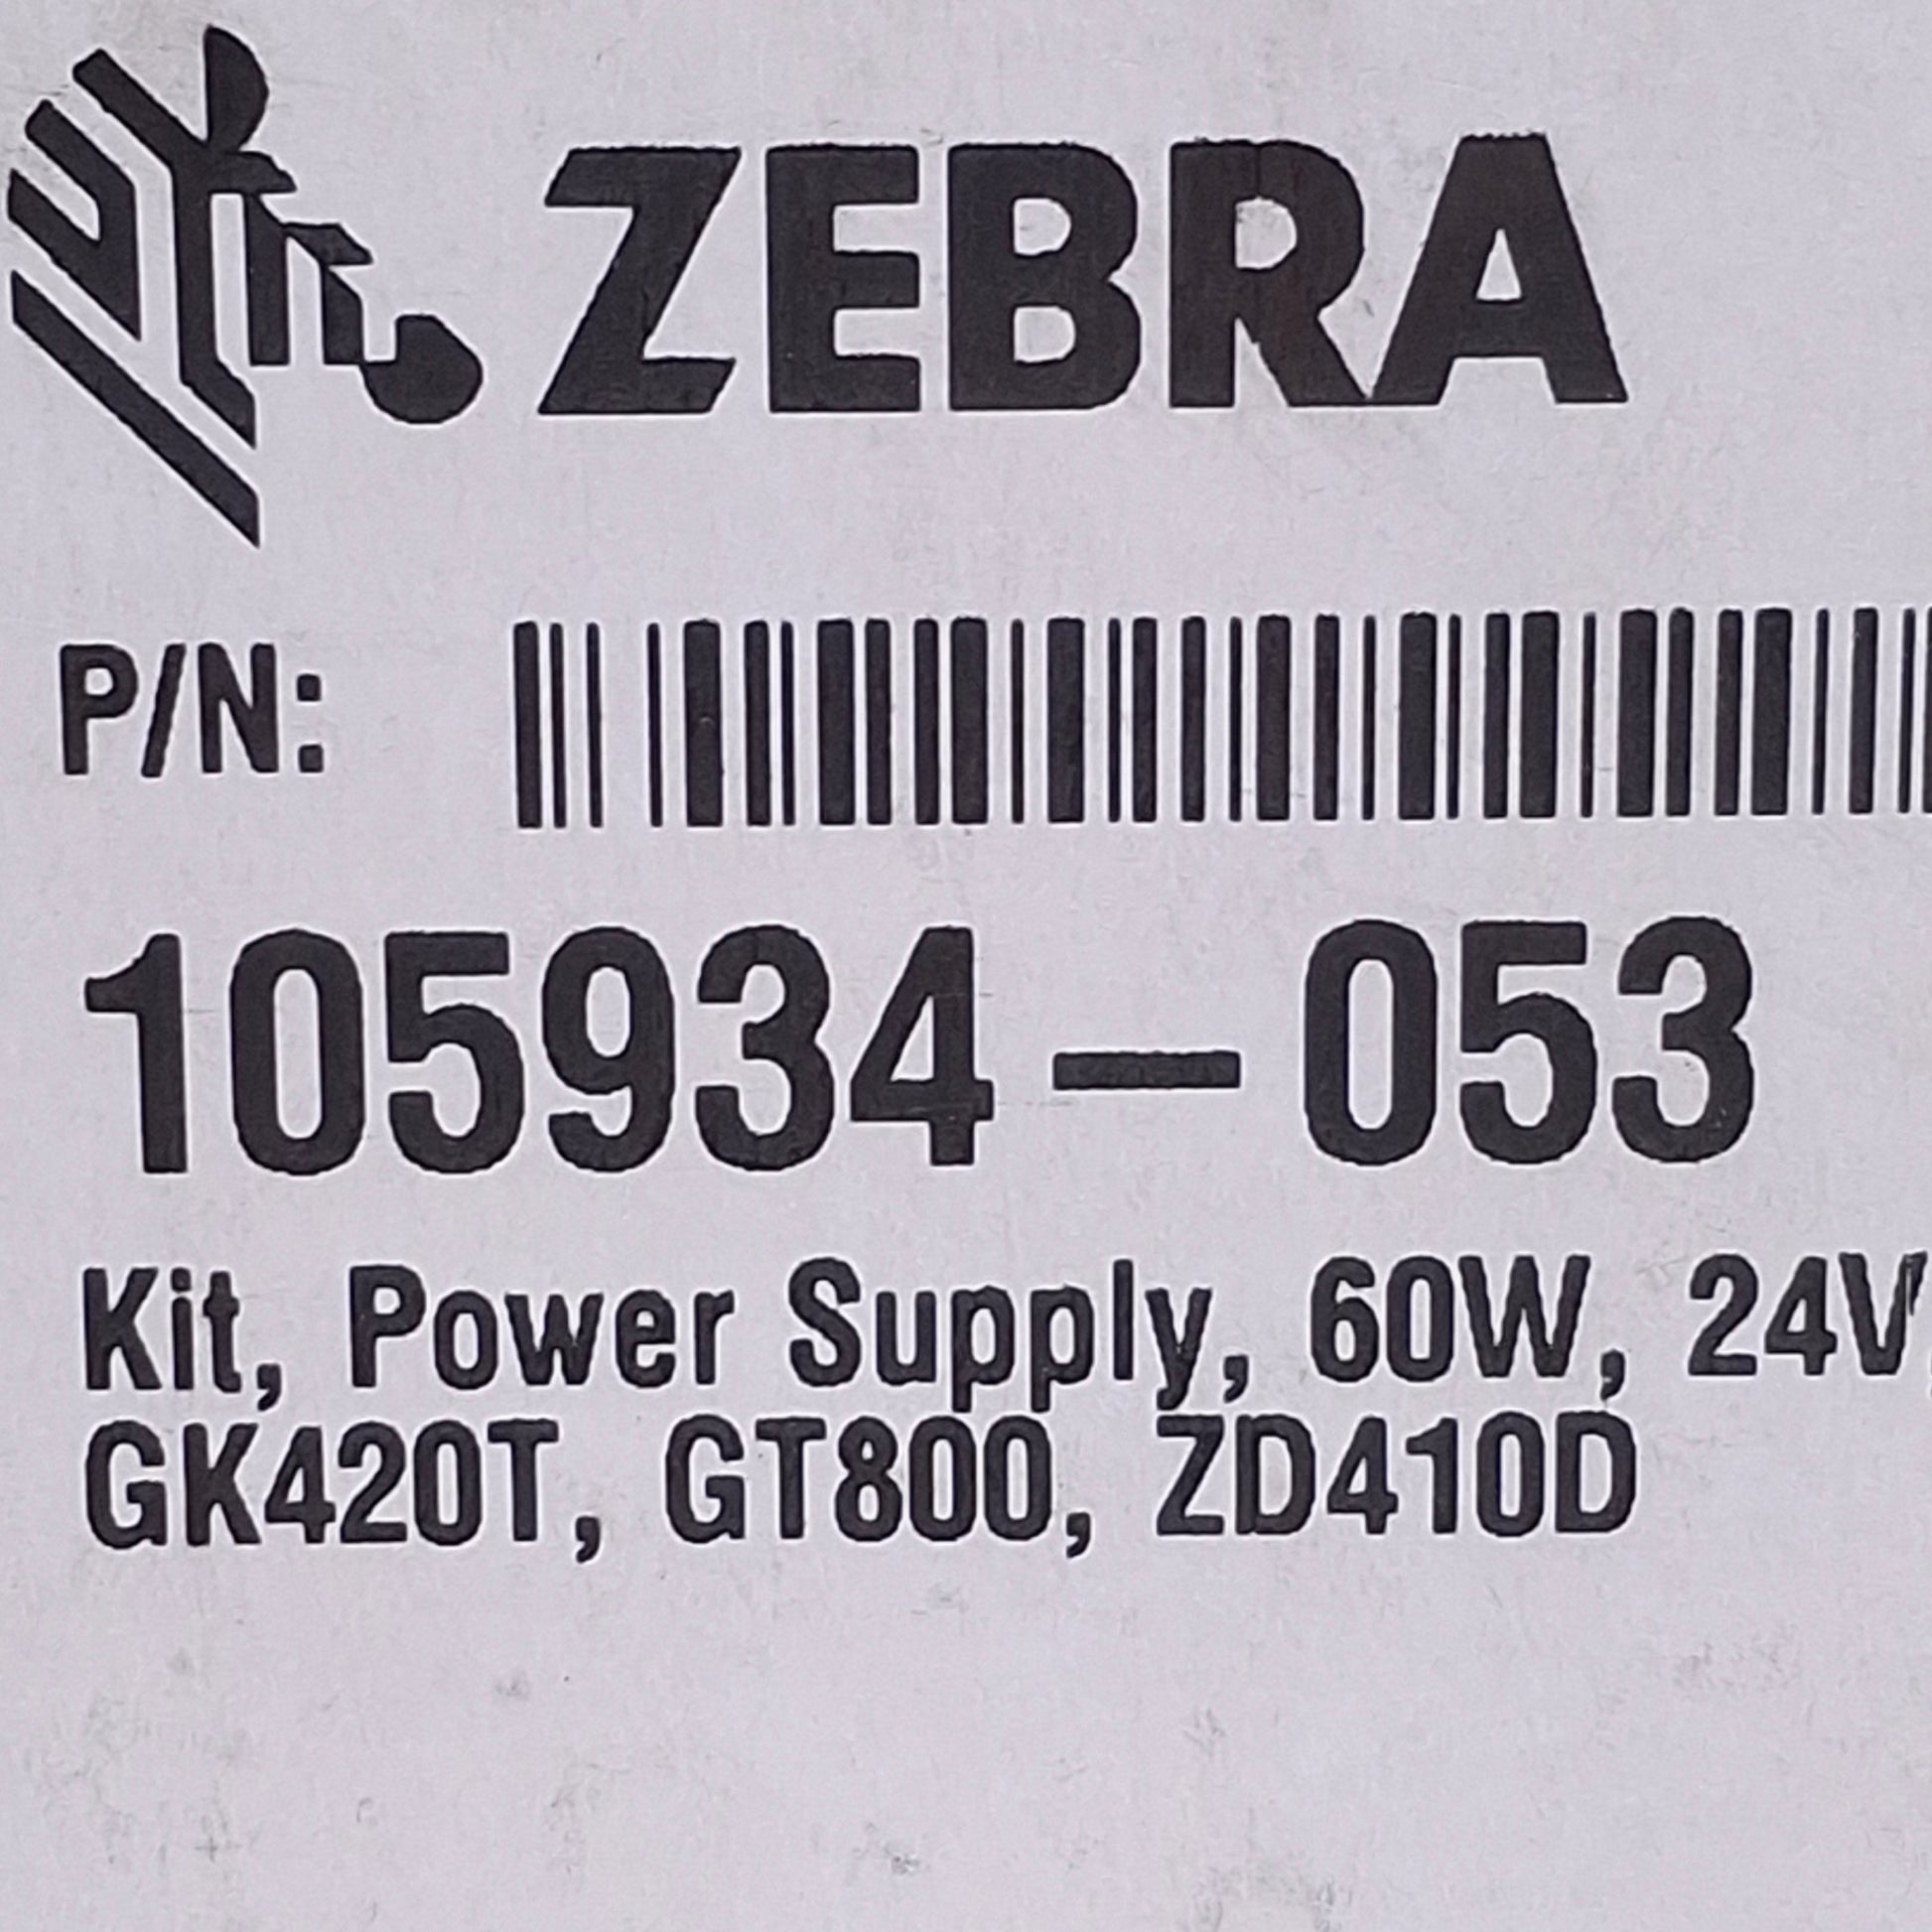 ZEBRA
P/N:
105934-053
Kit, Power Supply, 60W, 24V,
GK420T, GT800, ZD410D